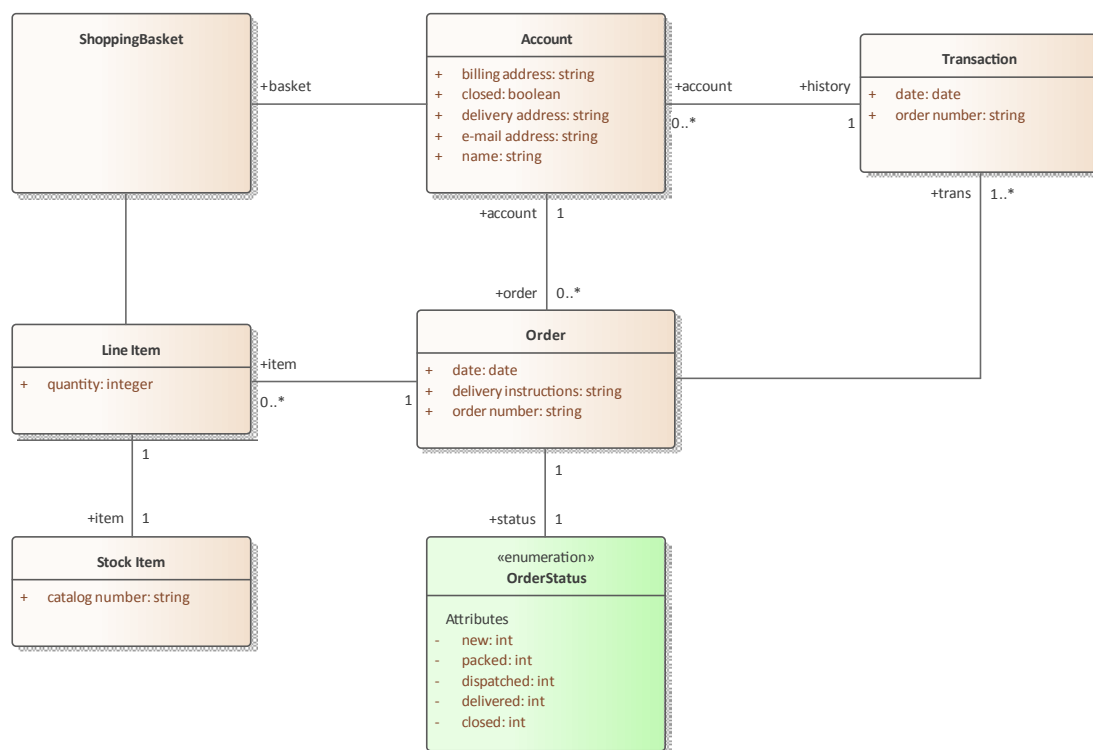 ShoppingBasket
+basket
Account
+ billing address: string
+ closed: boolean
+ delivery address: string
+ e-mail address: string
+ name: string
+account
0..*
+history
1
Transaction
+ date: date
+ order number: string
+trans
1..*
+account
1
+order
0..*
Line Item
+ quantity: integer
+item
0..*
1
Order
+ date: date
+ delivery instructions: string
+ order number: string
1
+item
1
Stock Item
+ catalog number: string
1
+status
1
«enumeration»
OrderStatus
Attributes
- new: int
- packed: int
- dispatched: int
- delivered: int
- closed: int